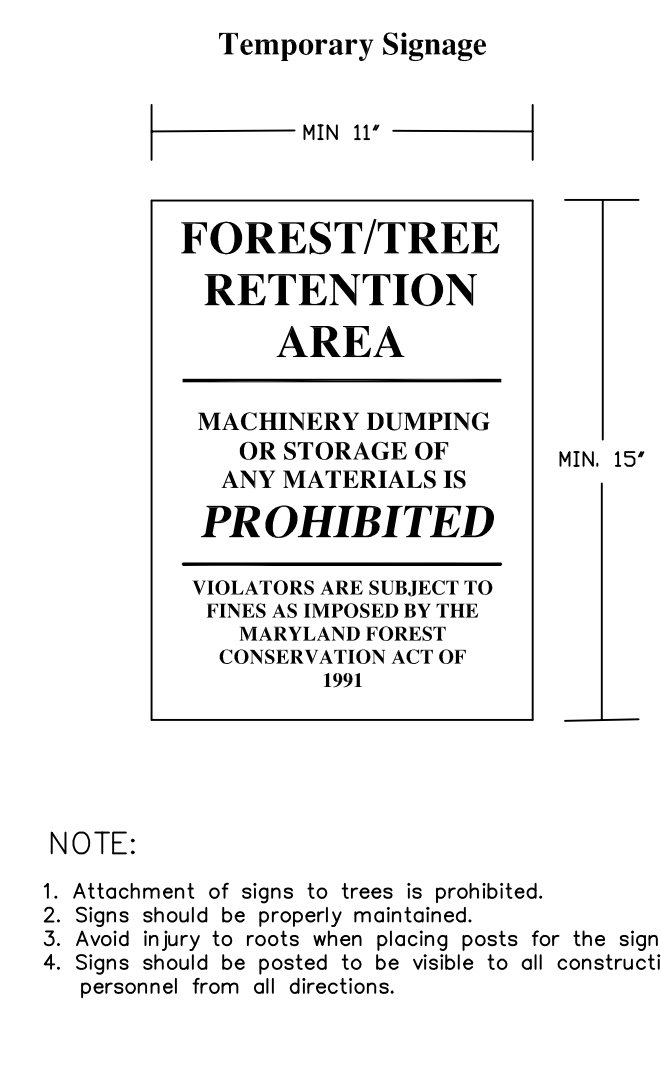 Temporary Signage
MIN 11"
FOREST/TREE
RETENTION
AREA
MACHINERY DUMPING
OR STORAGE OF
ANY MATERIALS IS
PROHIBITED
MIN. 15"
VIOLATORS ARE SUBJECT TO
FINES AS IMPOSED BY THE
MARYLAND FOREST
CONSERVATION ACT OF
1991
NOTE:
1. Attachment of signs to trees is prohibited.
2. Signs should be properly maintained.
3. Avoid injury to roots when placing posts for the sign
4. Signs should be posted to be visible to all constructi
personnel from all directions.